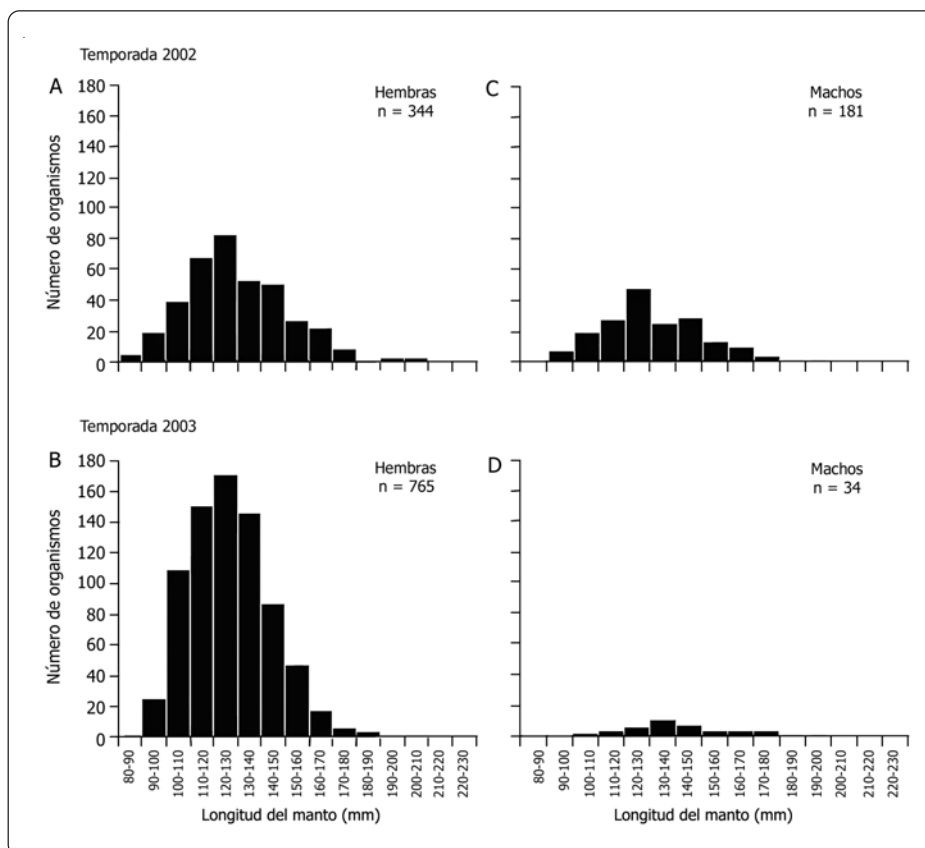 Temporada 2002
A
Hembras
n = 344
Número de organismos
180
160
140
120
100
80
60
40
20
0
C
Machos
n = 181
Temporada 2003
B
Hembras
n = 765
Número de organismos
180
160
140
120
100
80
60
40
20
0
80-90
90-100
100-110
110-120
120-130
130-140
140-150
150-160
160-170
170-180
180-190
190-200
200-210
210-220
220-230
Longitud del manto (mm)
D
Machos
n = 34
80-90
90-100
100-110
110-120
120-130
130-140
140-150
150-160
160-170
170-180
180-190
190-200
200-210
210-220
220-230
Longitud del manto (mm)